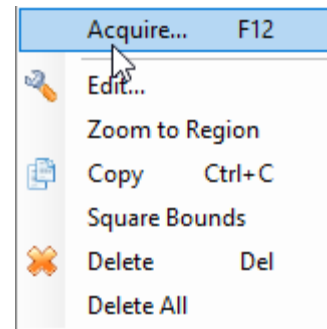 Acquire... F12
Edit...
Zoom to Region
Copy Ctrl+C
Square Bounds
Delete Del
Delete All